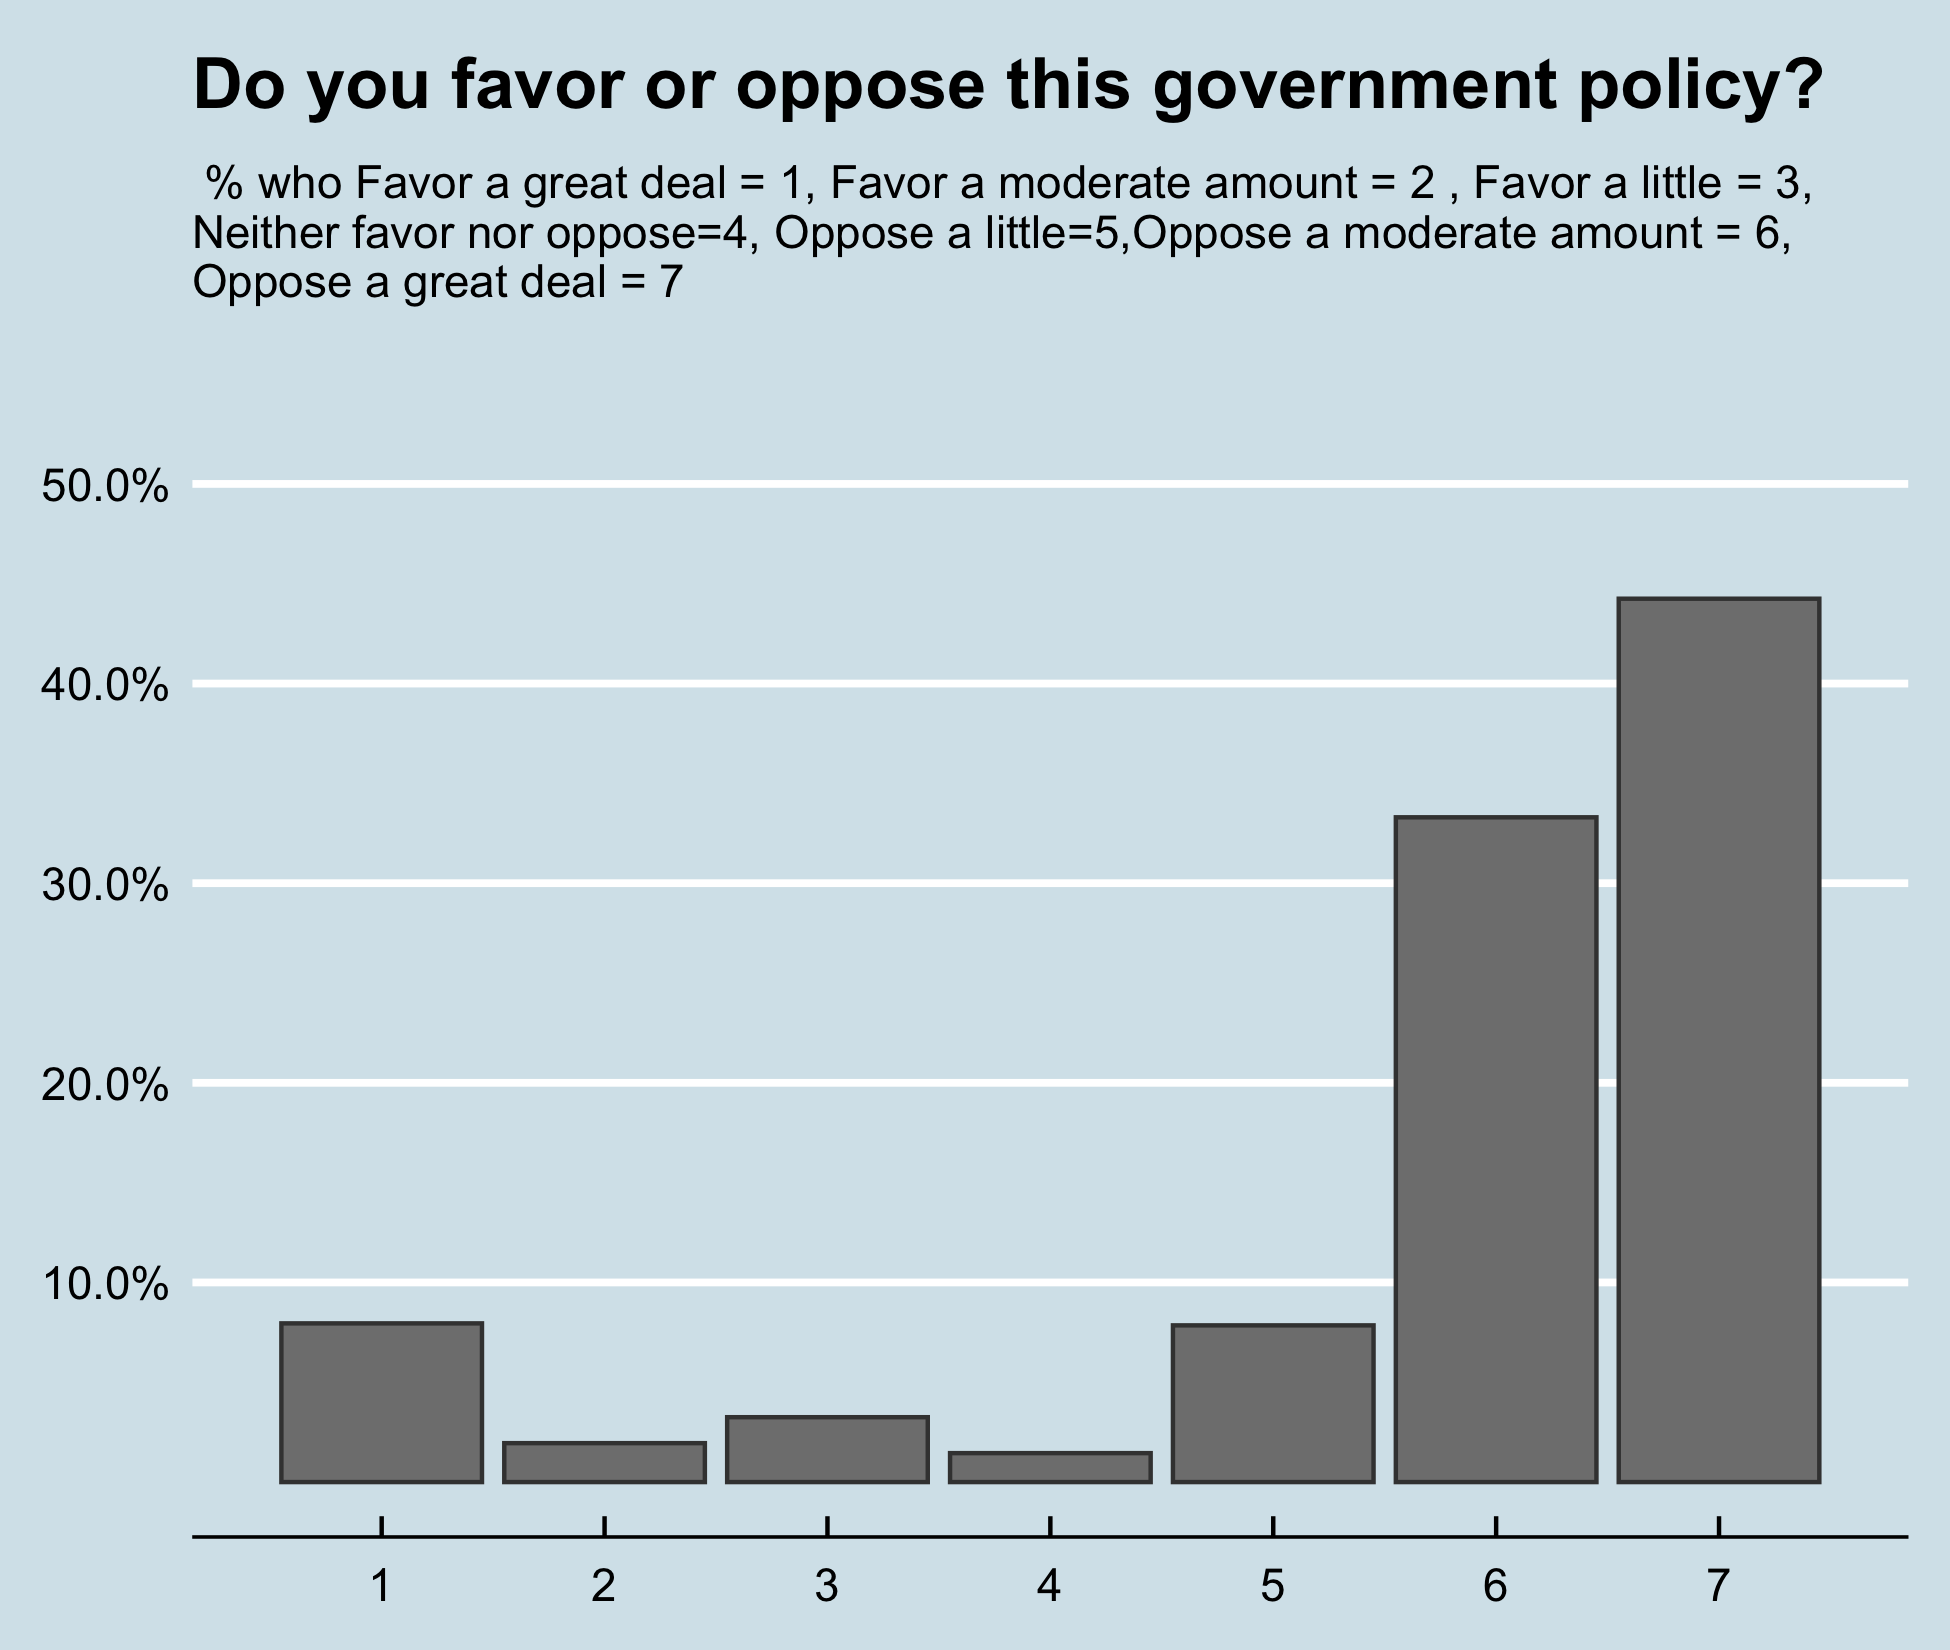 Do you favor or oppose this government policy?
% who Favor a great deal = 1, Favor a moderate amount = 2 , Favor a little = 3,
Neither favor nor oppose=4, Oppose a little=5,Oppose a moderate amount = 6,
Oppose a great deal = 7
50.0%
40.0%
30.0%
20.0%
10.0%
1 2 3 4 5 6 7